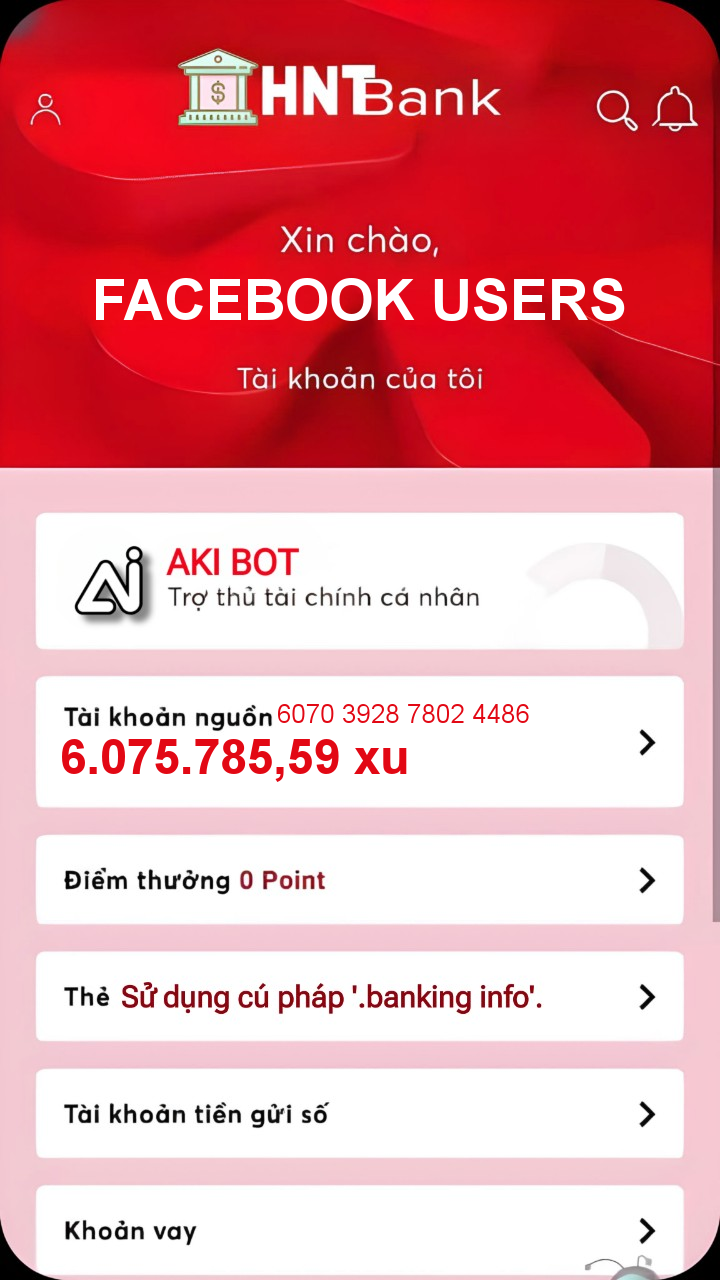 HNTBank
Xin chào,
FACEBOOK USERS
Tài khoản của tôi
AKI BOT
Trợ thủ tài chính cá nhân
Tài khoản nguồn 6070 3928 7802 4486
6.075.785,59 xu
Điểm thưởng 0 Point
Thẻ Sử dụng cú pháp '.banking info'.
Tài khoản tiền gửi số
Khoản vay